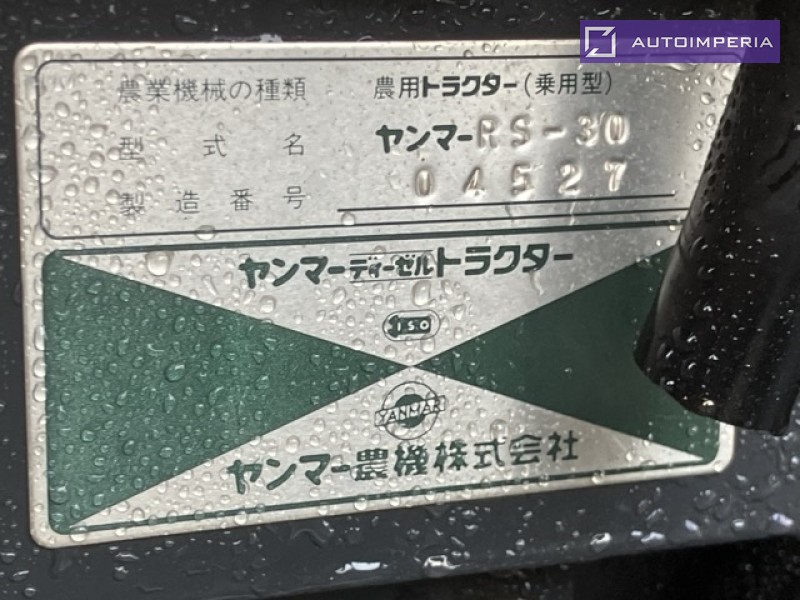 AUTOIMPERIA
農業機械の種類 農用トラクター(乗用型)
型式名 ヤンマーRS-30
製造番号 04527
ヤンマーディーゼルトラクター
YANMAR
ヤンマー農機株式会社